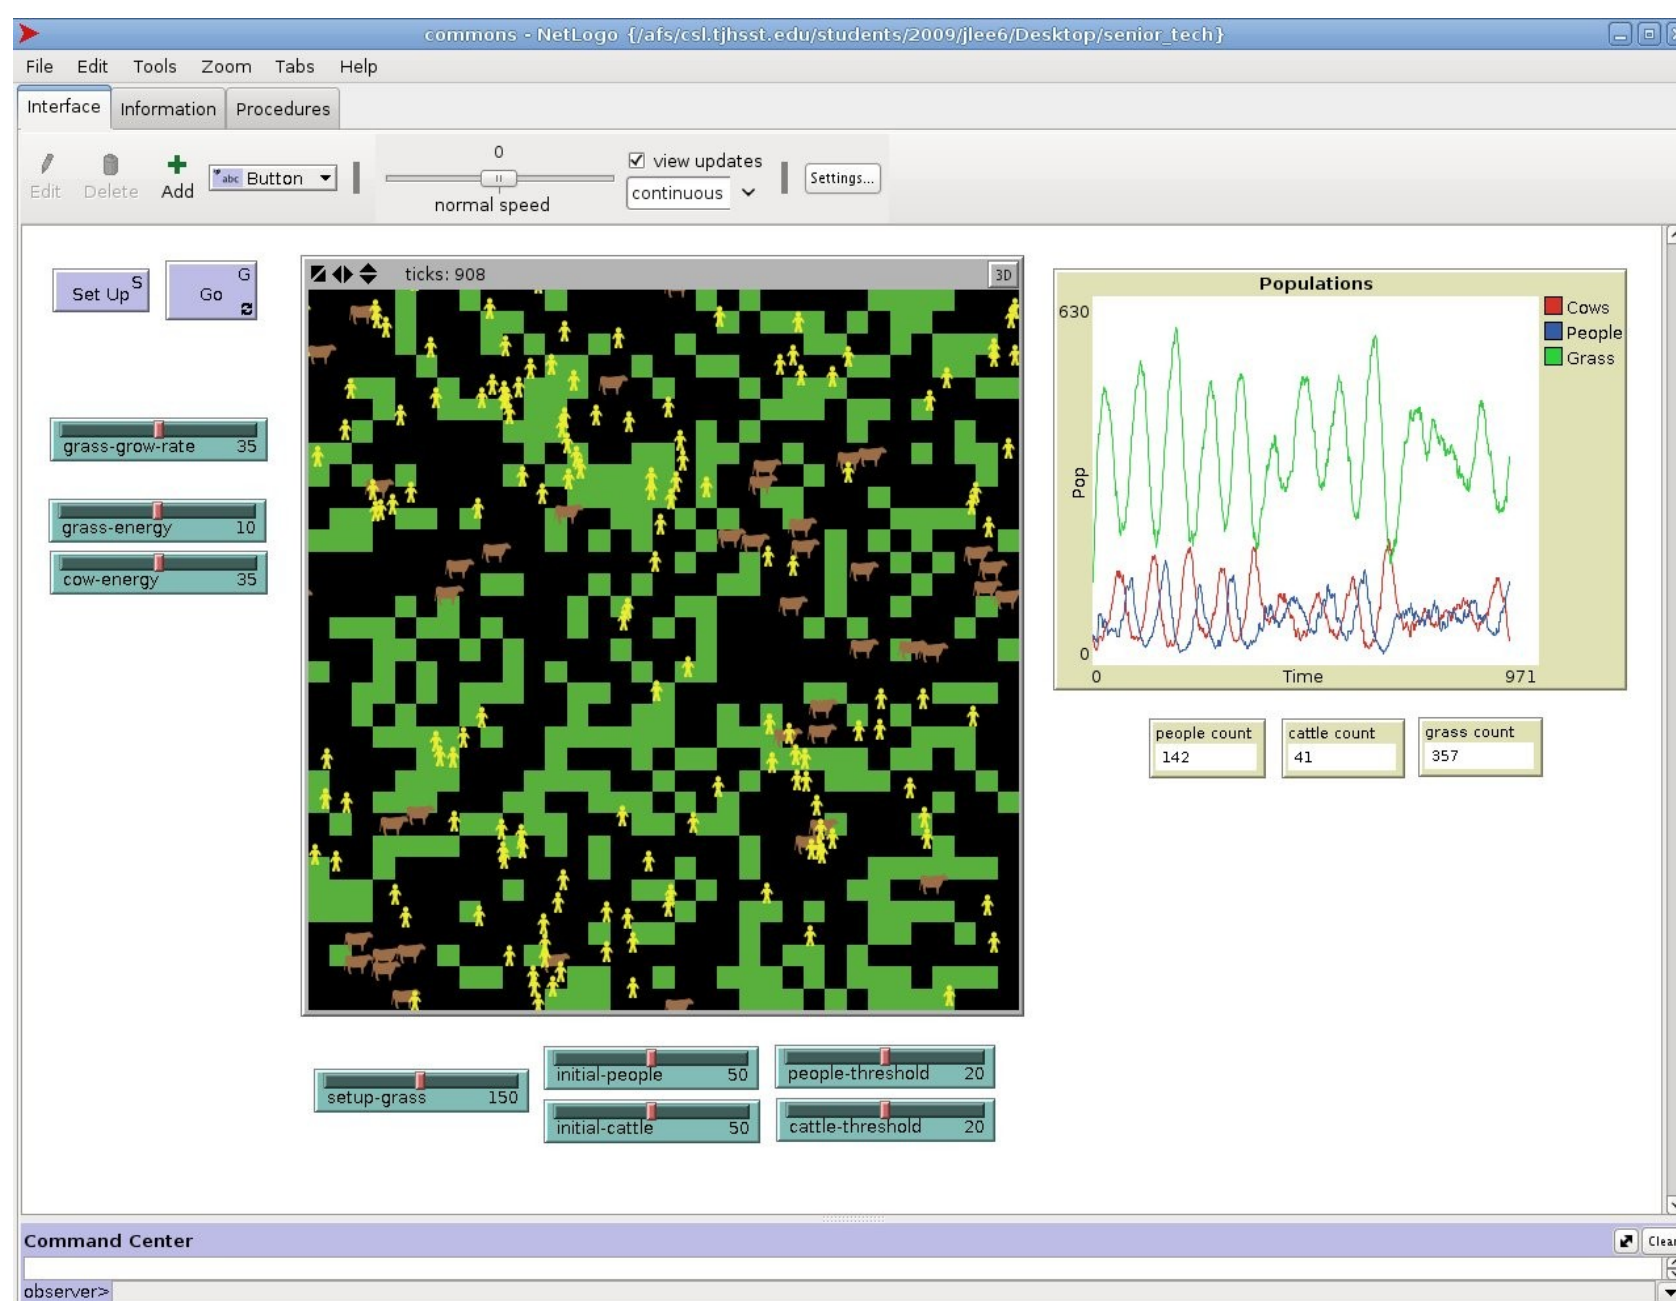 commons - NetLogo {/afs/csl.tjhsst.edu/students/2009/jlee6/Desktop/senior_tech}
File Edit Tools Zoom Tabs Help
Interface Information Procedures
Edit Delete Add abc Button
0
normal speed
view updates
continuous
Settings...
Set Up S
Go G
ticks: 908
3D
grass-grow-rate 35
grass-energy 10
cow-energy 35
Populations
630
Pop
0
0 Time 971
Cows
People
Grass
people count
142
cattle count
41
grass count
357
setup-grass 150
initial-people 50
people-threshold 20
initial-cattle 50
cattle-threshold 20
Command Center
Clear
observer>